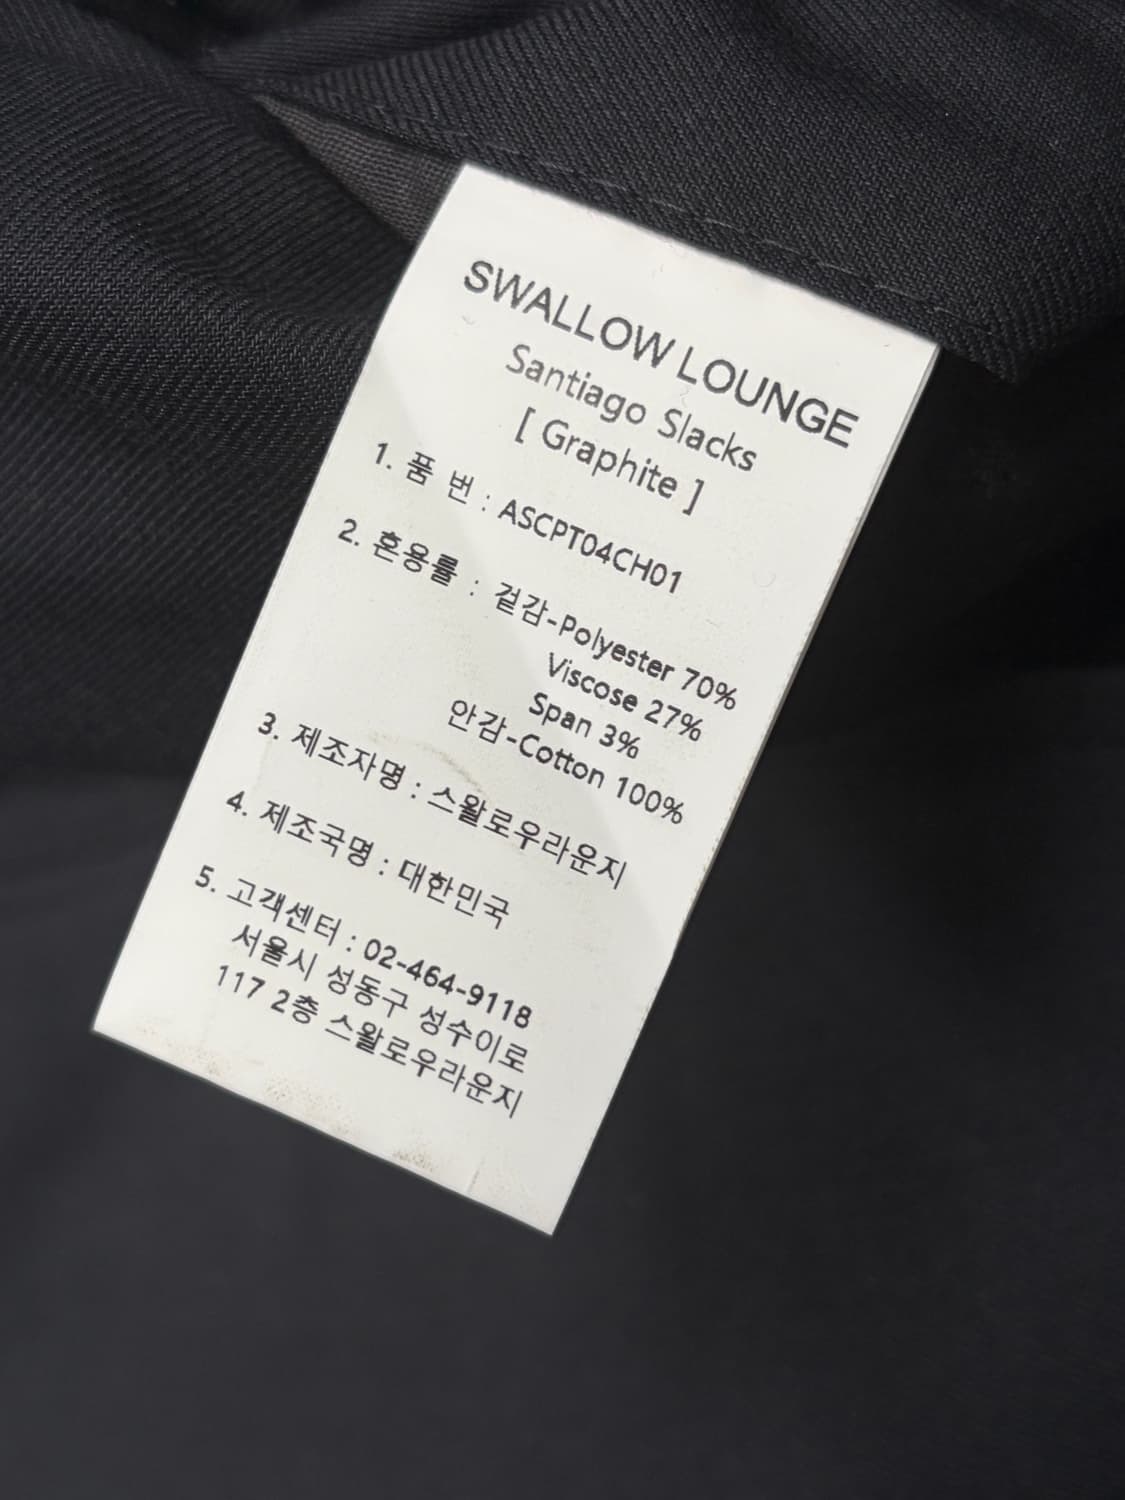 SWALLOW LOUNGE
Santiago Slacks
[ Graphite ]
1. 품 번 : ASCPT04CH01
2. 혼용률 : 겉감-Polyester 70%
Viscose 27%
Span 3%
안감-Cotton 100%
3. 제조자명 : 스왈로우라운지
4. 제조국명 : 대한민국
5. 고객센터 : 02-464-9118
서울시 성동구 성수이로
117 2층 스왈로우라운지